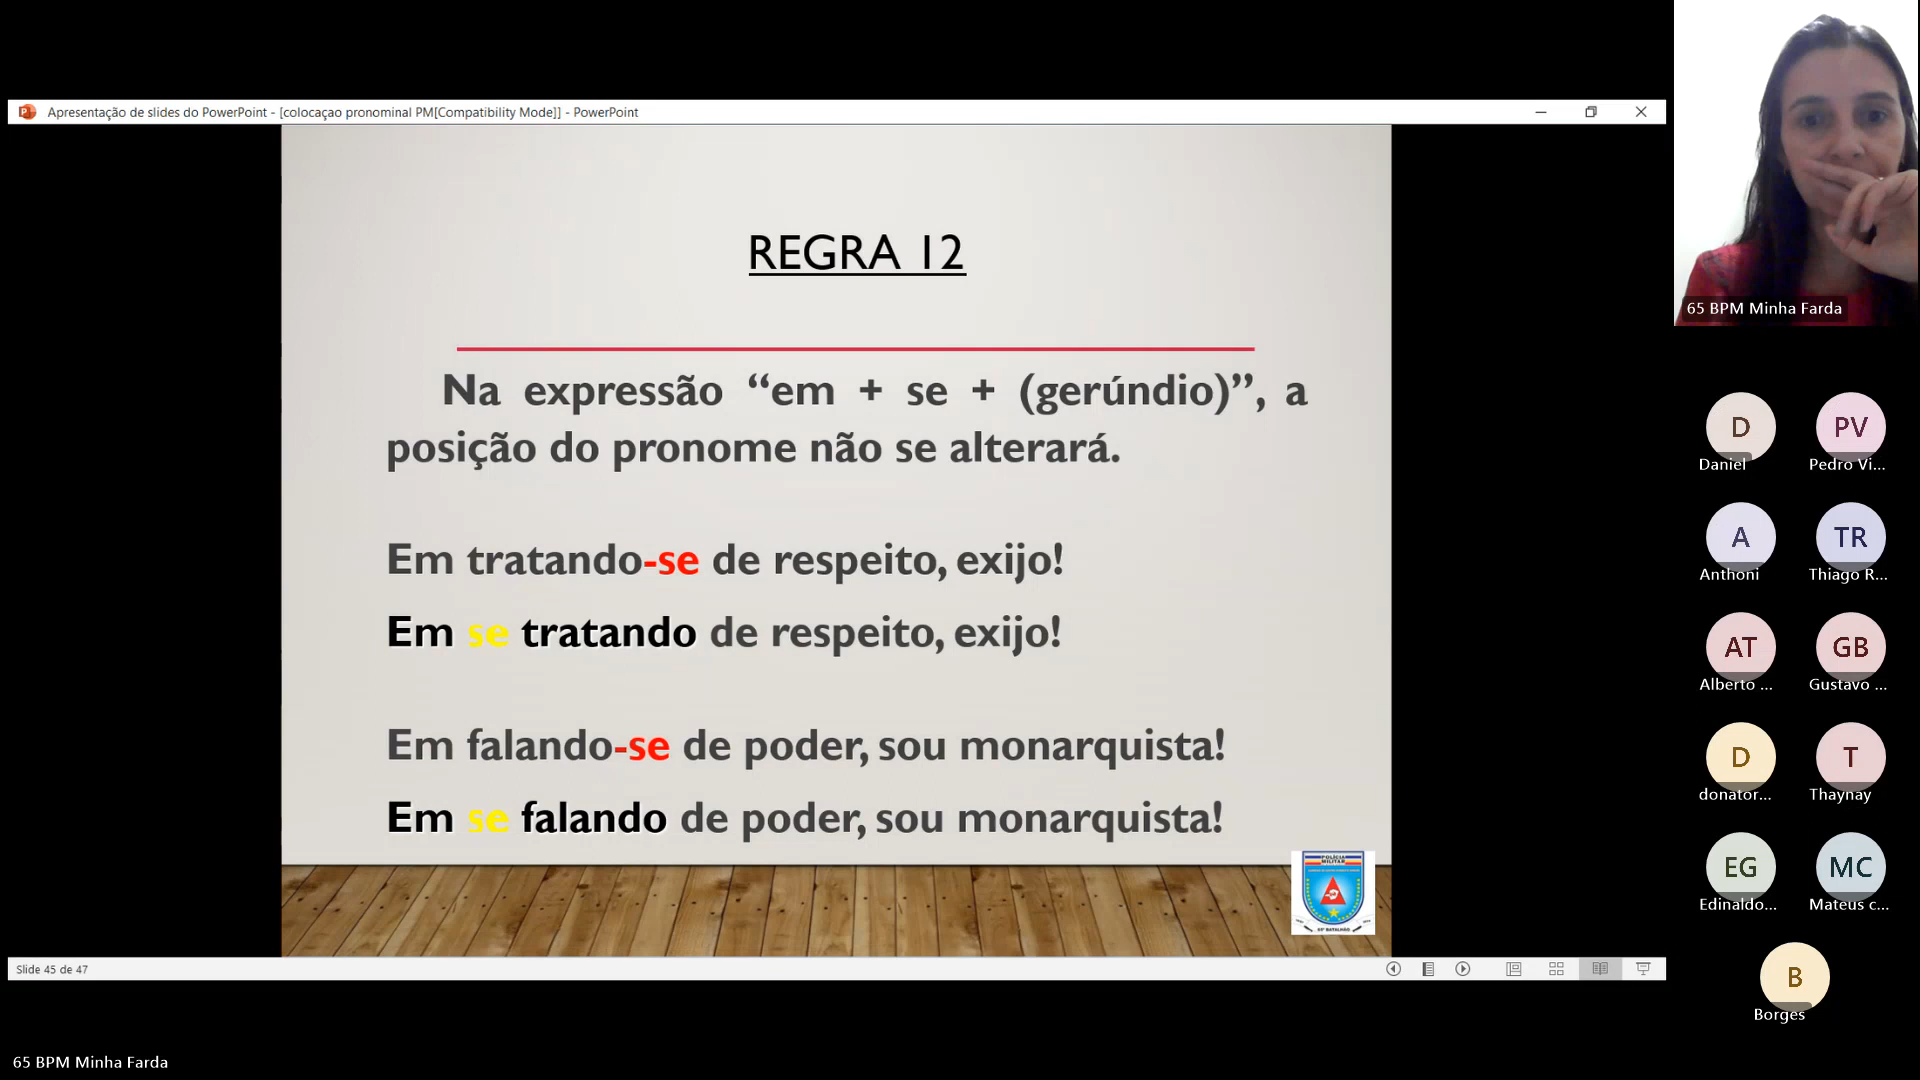 Apresentação de slides do PowerPoint - [colocaçao pronominal PM[Compatibility Mode]] - PowerPoint
REGRA 12
Na expressão “em + se + (gerúndio)”, a
posição do pronome não se alterará.
Em tratando-se de respeito, exijo!
Em se tratando de respeito, exijo!
Em falando-se de poder, sou monarquista!
Em se falando de poder, sou monarquista!
POLÍCIA
MILITAR
Slide 45 de 47
65 BPM Minha Farda
65 BPM Minha Farda
D
Daniel
PV
Pedro Vi...
A
Anthoni
TR
Thiago R...
AT
Alberto ...
GB
Gustavo ...
D
donator...
T
Thaynay
EG
Edinaldo...
MC
Mateus c...
B
Borges